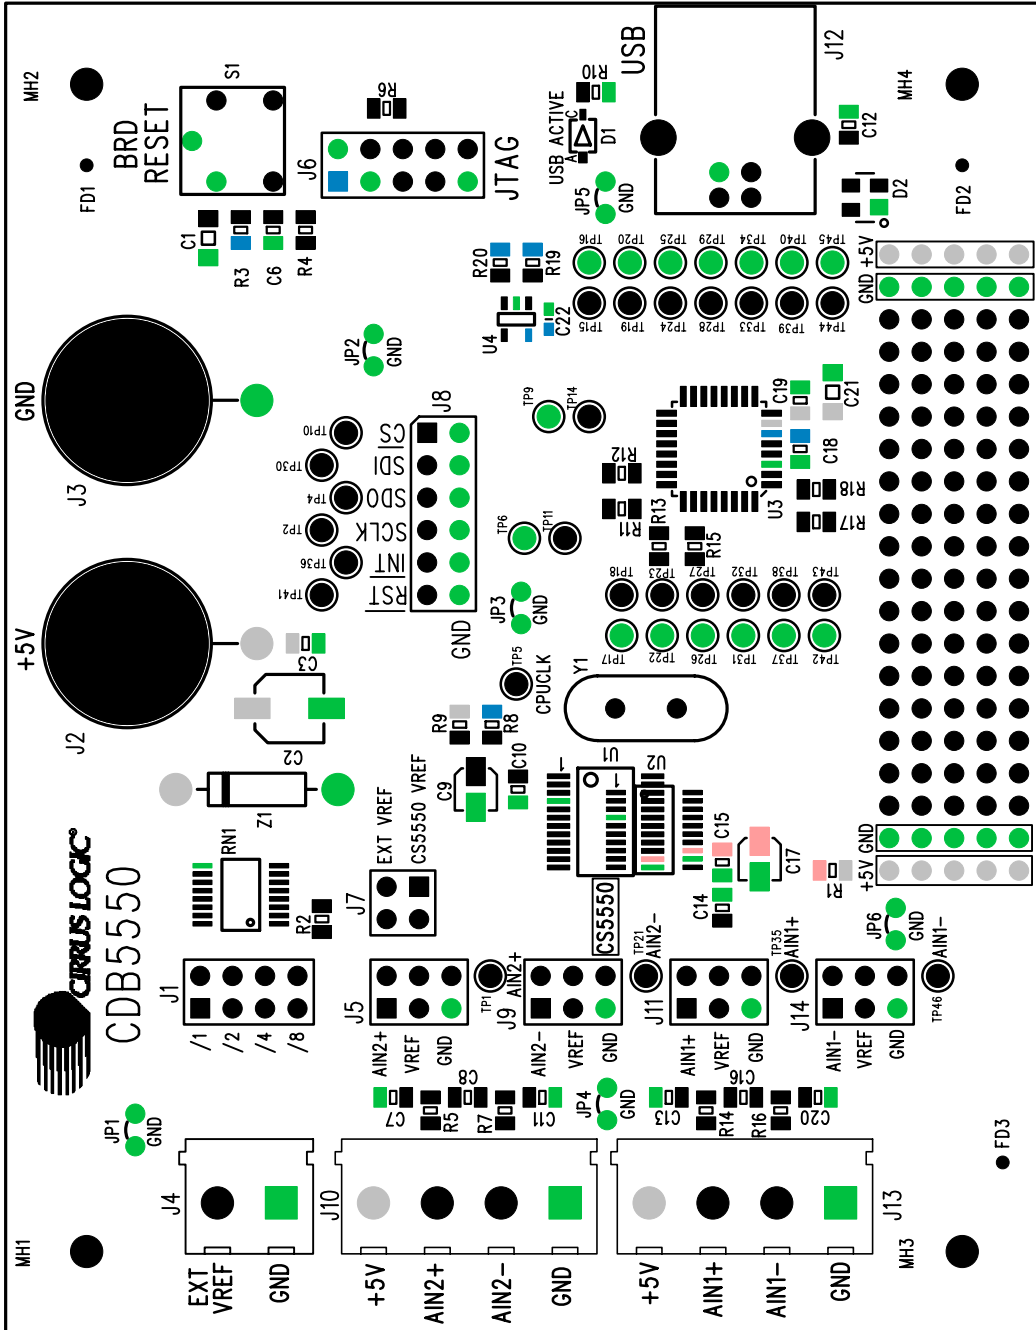 USB
J12
MH2
S1
R10
MH4
R6
C12
BRD
RESET
USB ACTIVE
C
A
D1
FD1
J6
JTAG
JP5
GND
D2
FD2
C1
R3
C6
R4
R20
R19
TP16
TP20
TP25
TP29
TP34
TP40
TP45
+5V
GND
U4
C22
TP15
TP19
TP24
TP28
TP33
TP39
TP44
JP2
GND
GND
J3
J8
TP9
TP14
C19
C21
TP10
CS
TP30
SDI
TP4
SDO
TP2
SCLK
TP36
INT
TP41
RST
GND
R12
R11
C18
U3
R18
R17
TP6
TP11
R13
R15
JP3
GND
TP18
TP23
TP27
TP32
TP38
TP43
TP17
TP22
TP26
TP31
TP37
TP42
+5V
J2
C3
C2
TP5
CPUCLK
Y1
R9
R8
C9
C10
U1
U2
1
1
Z1
EXT VREF
CS5550 VREF
J7
C15
C17
C14
R1
+5V
GND
CIRRUS LOGIC®
CDB5550
RN1
R2
CS5550
JP6
GND
J1
/1
/2
/4
/8
J5
AIN2+
VREF
GND
TP1
AIN2+
J9
AIN2-
VREF
GND
TP21
AIN2-
J11
AIN1+
VREF
GND
TP35
AIN1+
J14
AIN1-
VREF
GND
TP46
AIN1-
JP1
GND
C7
R5
C8
R7
C11
JP4
GND
C13
R14
C16
R16
C20
FD3
J4
J10
J13
MH1
MH3
EXT
VREF
GND
+5V
AIN2+
AIN2-
GND
+5V
AIN1+
AIN1-
GND